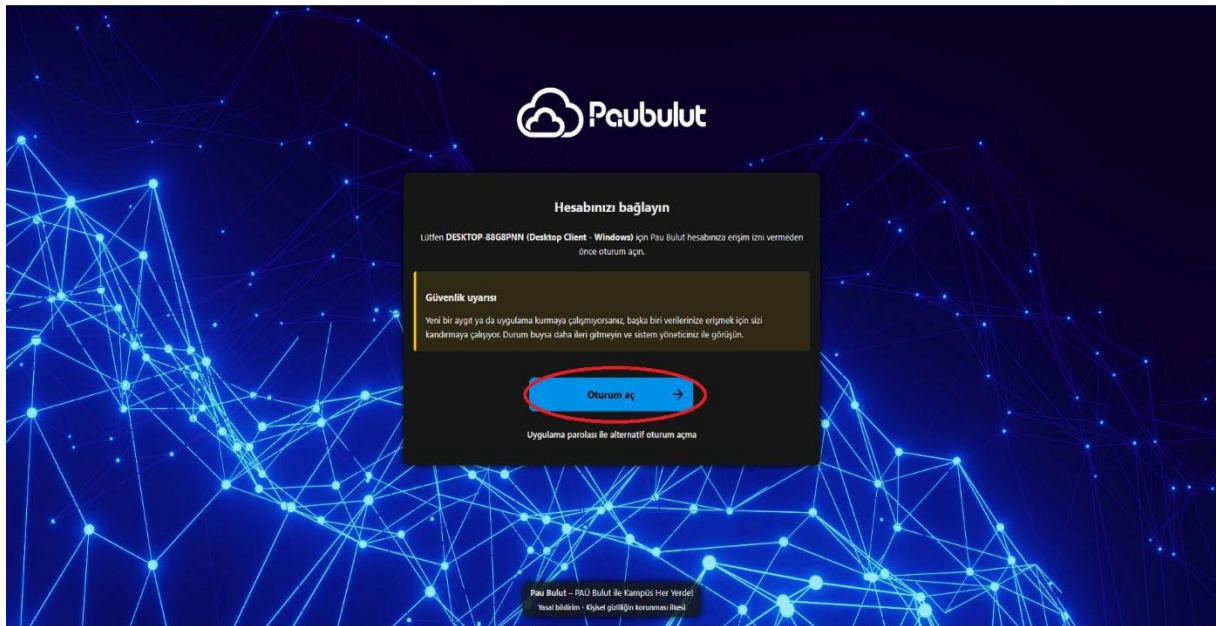 Paubulut
Hesabınızı bağlayın
Lütfen DESKTOP-88G8PNN (Desktop Client - Windows) için Pau Bulut hesabınıza erişim izni vermeden
önce oturum açın.
Güvenlik uyarısı
Yeni bir aygıt ya da uygulama kurmaya çalışmıyorsanız, başka biri verilerinize erişmek için sizi
kandırmaya çalışıyor. Durum buysa daha ileri gitmeyin ve sistem yöneticiniz ile görüşün.
Oturum aç →
Uygulama parolası ile alternatif oturum açma
Pau Bulut – PAÜ Bulut ile Kampüs Her Yerde!
Yasal bildirim · Kişisel gizliliğin korunması ilkesi